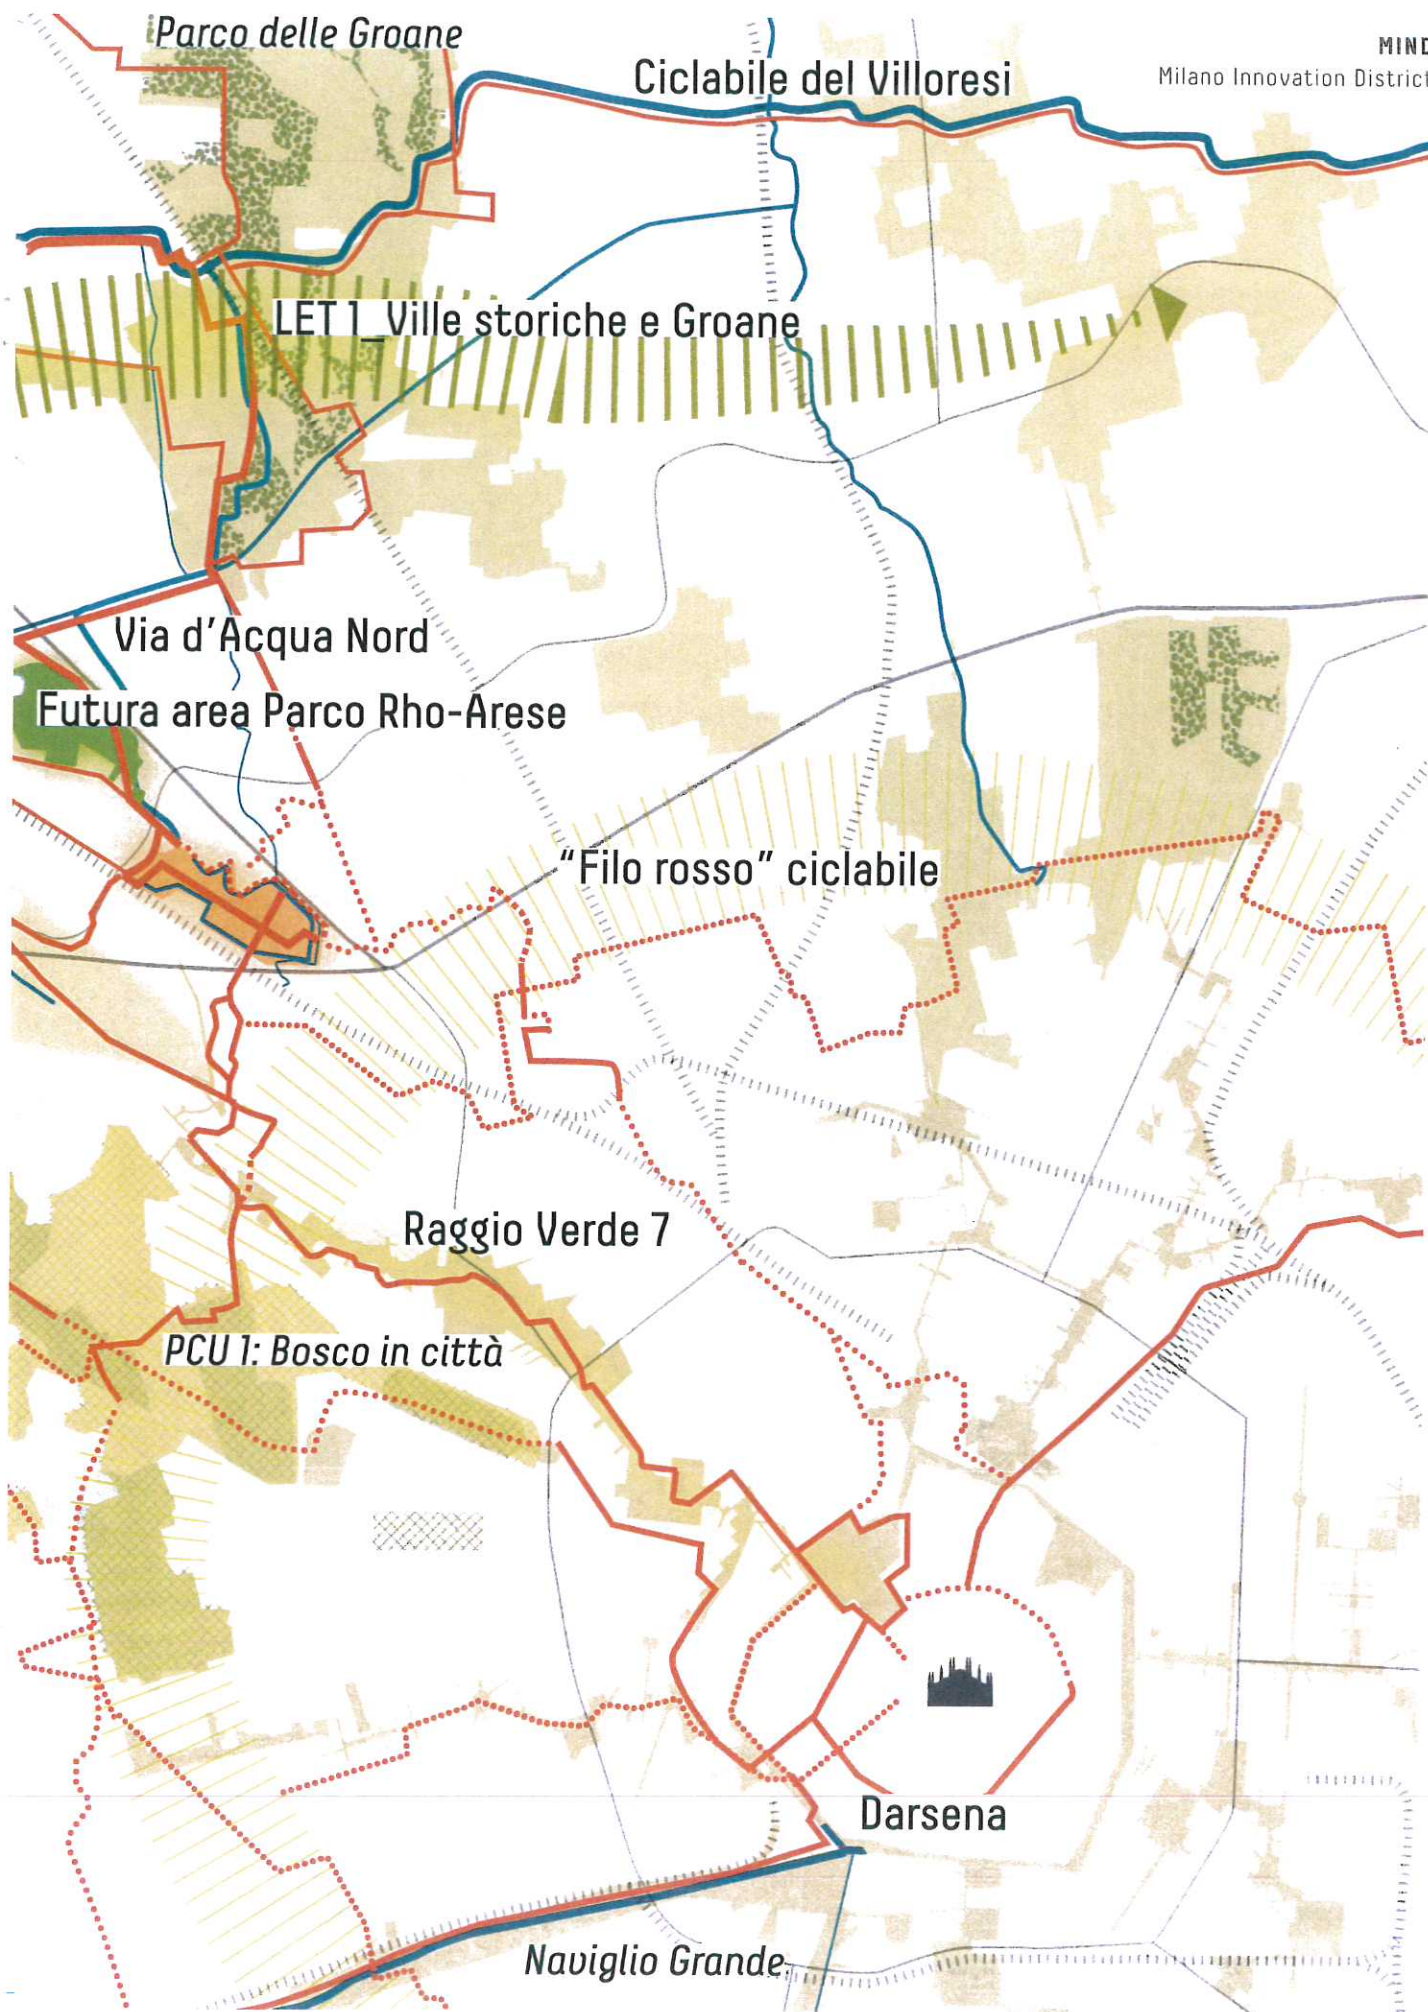 Parco delle Groane
MIND
Milano Innovation District
Ciclabile del Villoresi
LET 1_Ville storiche e Groane
Via d'Acqua Nord
Futura area Parco Rho-Arese
“Filo rosso” ciclabile
Raggio Verde 7
PCU 1: Bosco in città
Darsena
Naviglio Grande